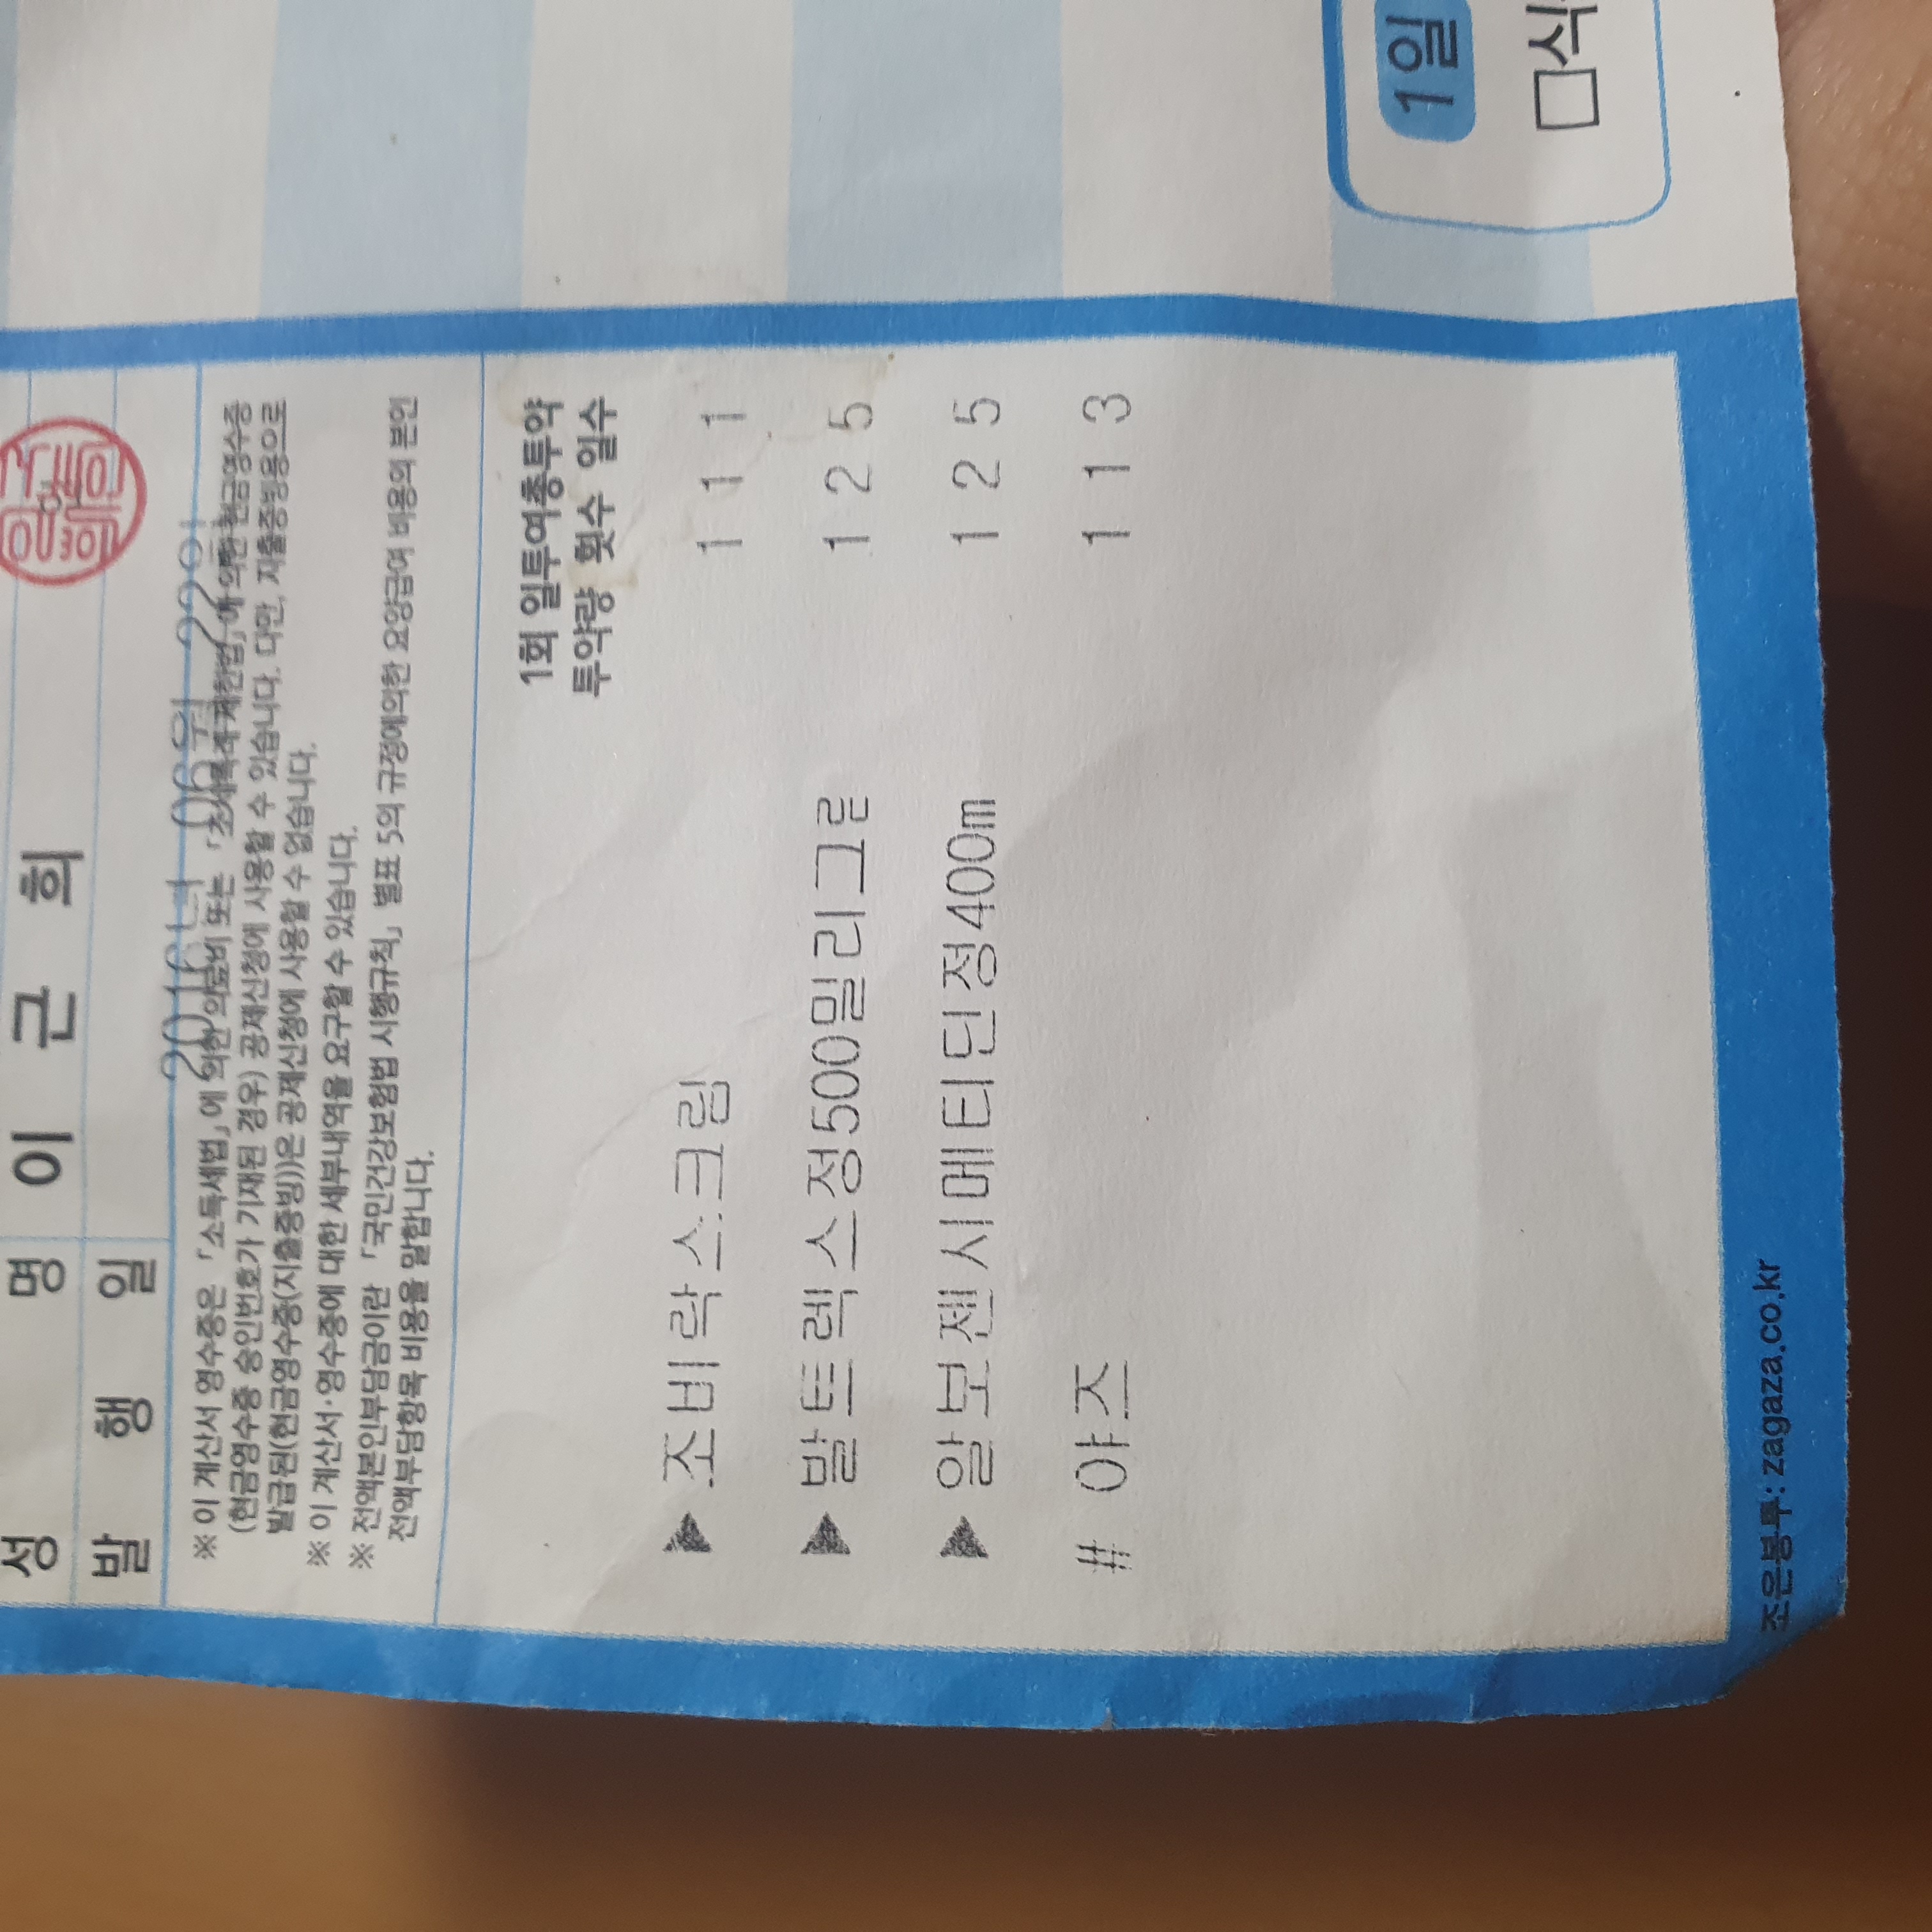 성 명 이 근 희
발 행 일
2016년 06월 22일
※ 이 계산서 영수증은 「소득세법」에 의한 의료비 또는 「조세특례제한법」에 의한 현금영수증
(현금영수증 승인번호가 기재된 경우) 공제신청에 사용할 수 있습니다. 다만, 지출증빙용으로
발급된(현금영수증(지출증빙))은 공제신청에 사용할 수 없습니다.
※ 이 계산서·영수증에 대한 세부내역을 요구할 수 있습니다.
※ 전액본인부담금이란 「국민건강보험법 시행규칙」 별표 5의 규정에의한 요양급여 비용의 본인
전액부담항목 비용을 말합니다.
1회 일투여총투약
투약량 횟수 일수
▶ 조비락스크림 1 1 1
▶ 발트렉스정500밀리그 1 2 5
▶ 알보젠시메티딘정400m 1 2 5
# 야즈 1 1 3
1일
□식
조은봉투: zagaza.co.kr